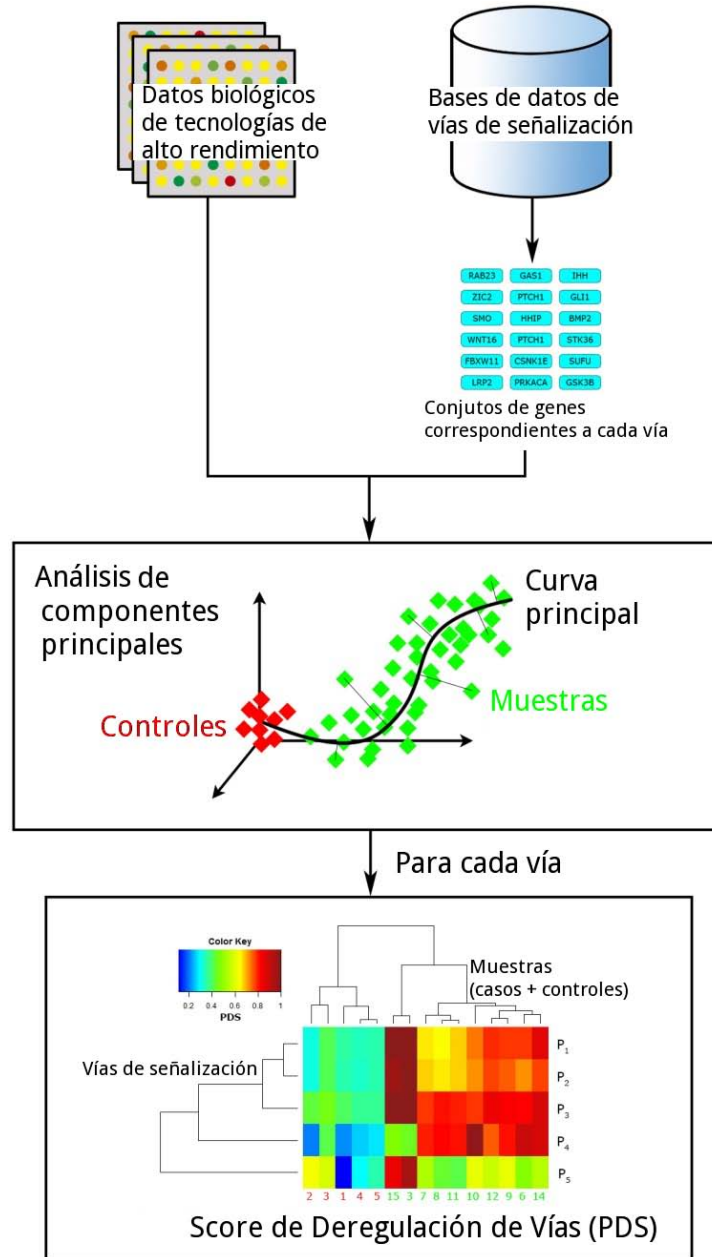 Datos biológicos
de tecnologías de
alto rendimiento
Bases de datos de
vías de señalización
RAB23 GAS1 IHH
ZIC2 PTCH1 GLI1
SMO HHIP BMP2
WNT16 PTCH1 STK36
FBXW11 CSNK1E SUFU
LRP2 PRKACA GSK3B
Conjutos de genes
correspondientes a cada vía
Análisis de
componentes
principales
Curva
principal
Controles
Muestras
Para cada vía
Color Key
0.2 0.4 0.6 0.8 1
PDS
Muestras
(casos + controles)
Vías de señalización
P1
P2
P3
P4
P5
2 3 1 4 5 15 3 7 8 11 10 12 9 6 14
Score de Deregulación de Vías (PDS)